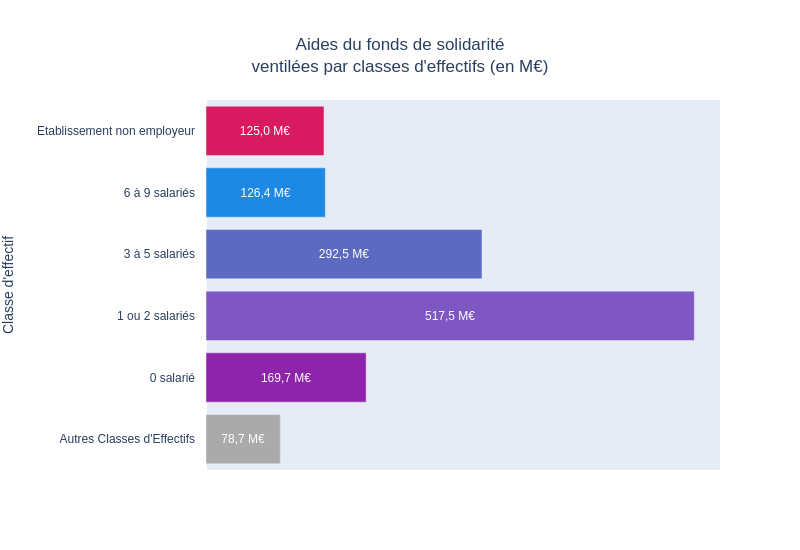 Aides du fonds de solidarité
ventilées par classes d'effectifs (en M€)
Classe d'effectif
Etablissement non employeur
125,0 M€
6 à 9 salariés
126,4 M€
3 à 5 salariés
292,5 M€
1 ou 2 salariés
517,5 M€
0 salarié
169,7 M€
Autres Classes d'Effectifs
78,7 M€